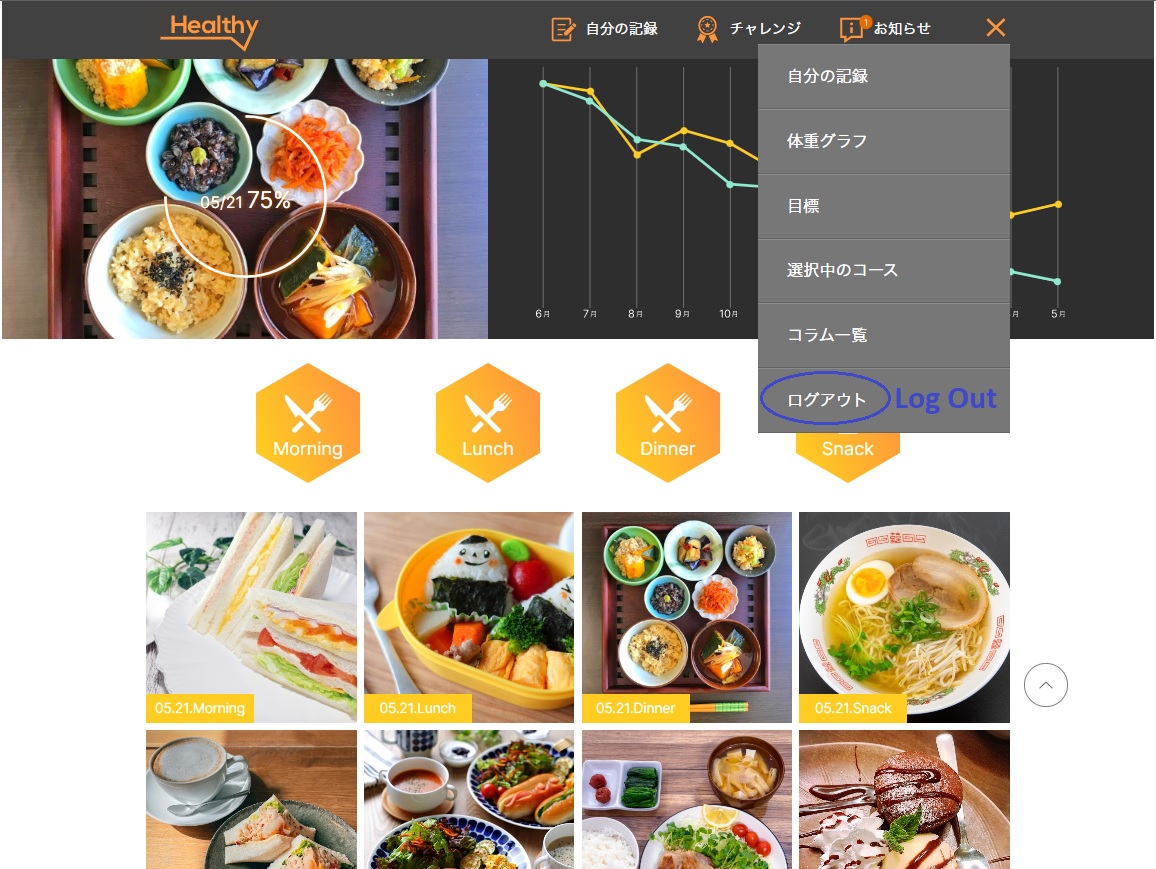 Healthy
自分の記録
チャレンジ
1
お知らせ
自分の記録
体重グラフ
目標
選択中のコース
コラム一覧
ログアウト
Log Out
05/21 75%
6月
7月
8月
9月
10月
5月
Morning
Lunch
Dinner
Snack
05.21.Morning
05.21.Lunch
05.21.Dinner
05.21.Snack